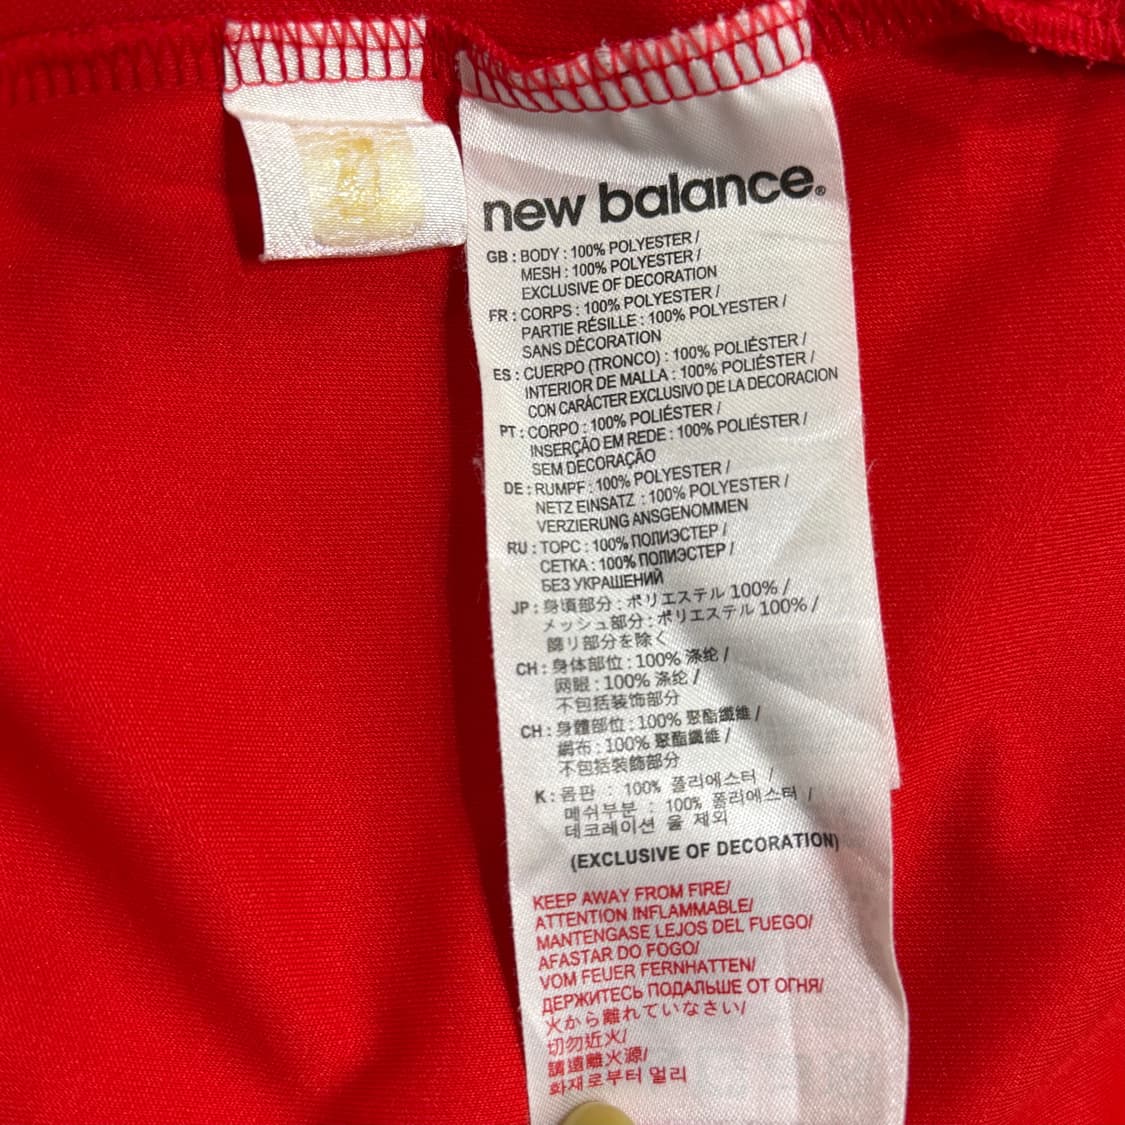 new balance®
GB : BODY : 100% POLYESTER /
MESH : 100% POLYESTER /
EXCLUSIVE OF DECORATION
FR : CORPS : 100% POLYESTER /
PARTIE RÉSILLE : 100% POLYESTER /
SANS DÉCORATION
ES : CUERPO (TRONCO) : 100% POLIÉSTER /
INTERIOR DE MALLA : 100% POLIÉSTER /
CON CARÁCTER EXCLUSIVO DE LA DECORACION
PT : CORPO : 100% POLIÉSTER /
INSERÇÃO EM REDE : 100% POLIÉSTER /
SEM DECORAÇÃO
DE : RUMPF : 100% POLYESTER /
NETZ EINSATZ : 100% POLYESTER /
VERZIERUNG ANSGENOMMEN
RU : ТОРС : 100% ПОЛИЭСТЕР /
СЕТКА : 100% ПОЛИЭСТЕР /
БЕЗ УКРАШЕНИЙ
JP : 身頃部分 : ポリエステル 100% /
メッシュ部分 : ポリエステル 100% /
飾り部分を除く
CH : 身体部位 : 100% 涤纶 /
网眼 : 100% 涤纶 /
不包括装饰部分
CH : 身體部位 : 100% 聚酯纖維 /
網布 : 100% 聚酯纖維 /
不包括裝飾部分
K : 몸판 : 100% 폴리에스터 /
메쉬부분 : 100% 폴리에스터 /
데코레이션 을 제외
(EXCLUSIVE OF DECORATION)
KEEP AWAY FROM FIRE/
ATTENTION INFLAMMABLE/
MANTENGASE LEJOS DEL FUEGO/
AFASTAR DO FOGO/
VOM FEUER FERNHATTEN/
ДЕРЖИТЕСЬ ПОДАЛЬШЕ ОТ ОГНЯ/
火から離れていなさい/
切勿近火/
請遠離火源/
화재로부터 멀리